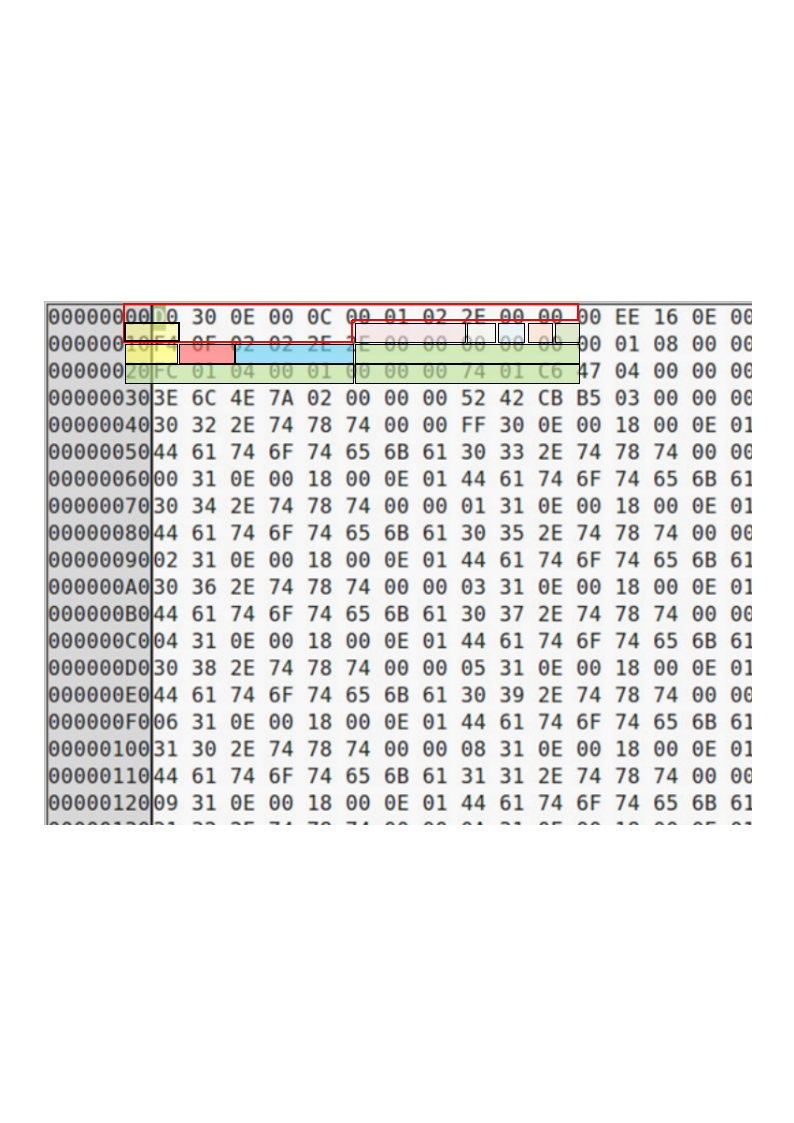 00000000 D0 30 0E 00 0C 00 01 02 2E 00 00 00 EE 16 0E 00
00000010 F4 0F 02 02 2E 2E 00 00 00 00 00 00 01 08 00 00
00000020 FC 01 04 00 01 00 00 00 74 01 C6 47 04 00 00 00
00000030 3E 6C 4E 7A 02 00 00 00 52 42 CB B5 03 00 00 00
00000040 30 32 2E 74 78 74 00 00 FF 30 0E 00 18 00 0E 01
00000050 44 61 74 6F 74 65 6B 61 30 33 2E 74 78 74 00 00
00000060 00 31 0E 00 18 00 0E 01 44 61 74 6F 74 65 6B 61
00000070 30 34 2E 74 78 74 00 00 01 31 0E 00 18 00 0E 01
00000080 44 61 74 6F 74 65 6B 61 30 35 2E 74 78 74 00 00
00000090 02 31 0E 00 18 00 0E 01 44 61 74 6F 74 65 6B 61
000000A0 30 36 2E 74 78 74 00 00 03 31 0E 00 18 00 0E 01
000000B0 44 61 74 6F 74 65 6B 61 30 37 2E 74 78 74 00 00
000000C0 04 31 0E 00 18 00 0E 01 44 61 74 6F 74 65 6B 61
000000D0 30 38 2E 74 78 74 00 00 05 31 0E 00 18 00 0E 01
000000E0 44 61 74 6F 74 65 6B 61 30 39 2E 74 78 74 00 00
000000F0 06 31 0E 00 18 00 0E 01 44 61 74 6F 74 65 6B 61
00000100 31 30 2E 74 78 74 00 00 08 31 0E 00 18 00 0E 01
00000110 44 61 74 6F 74 65 6B 61 31 31 2E 74 78 74 00 00
00000120 09 31 0E 00 18 00 0E 01 44 61 74 6F 74 65 6B 61